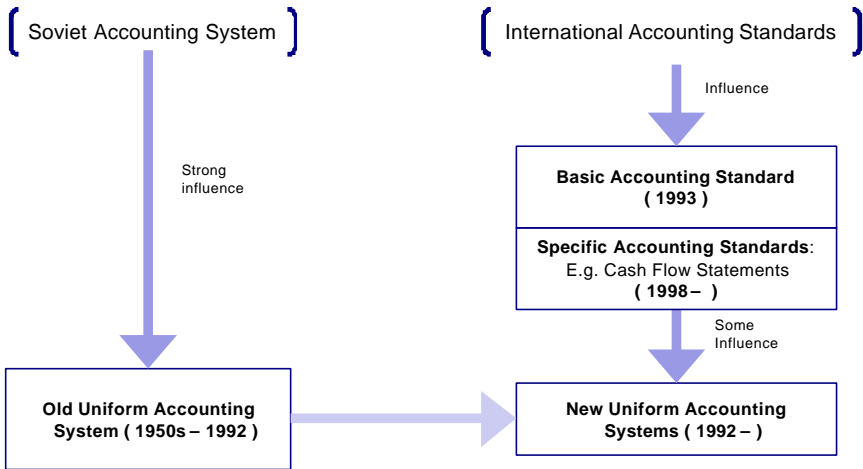 Soviet Accounting System
International Accounting Standards
Influence
Strong
influence
Basic Accounting Standard
( 1993 )
Specific Accounting Standards:
E.g. Cash Flow Statements
( 1998 – )
Some
Influence
Old Uniform Accounting
System ( 1950s – 1992 )
New Uniform Accounting
Systems ( 1992 – )